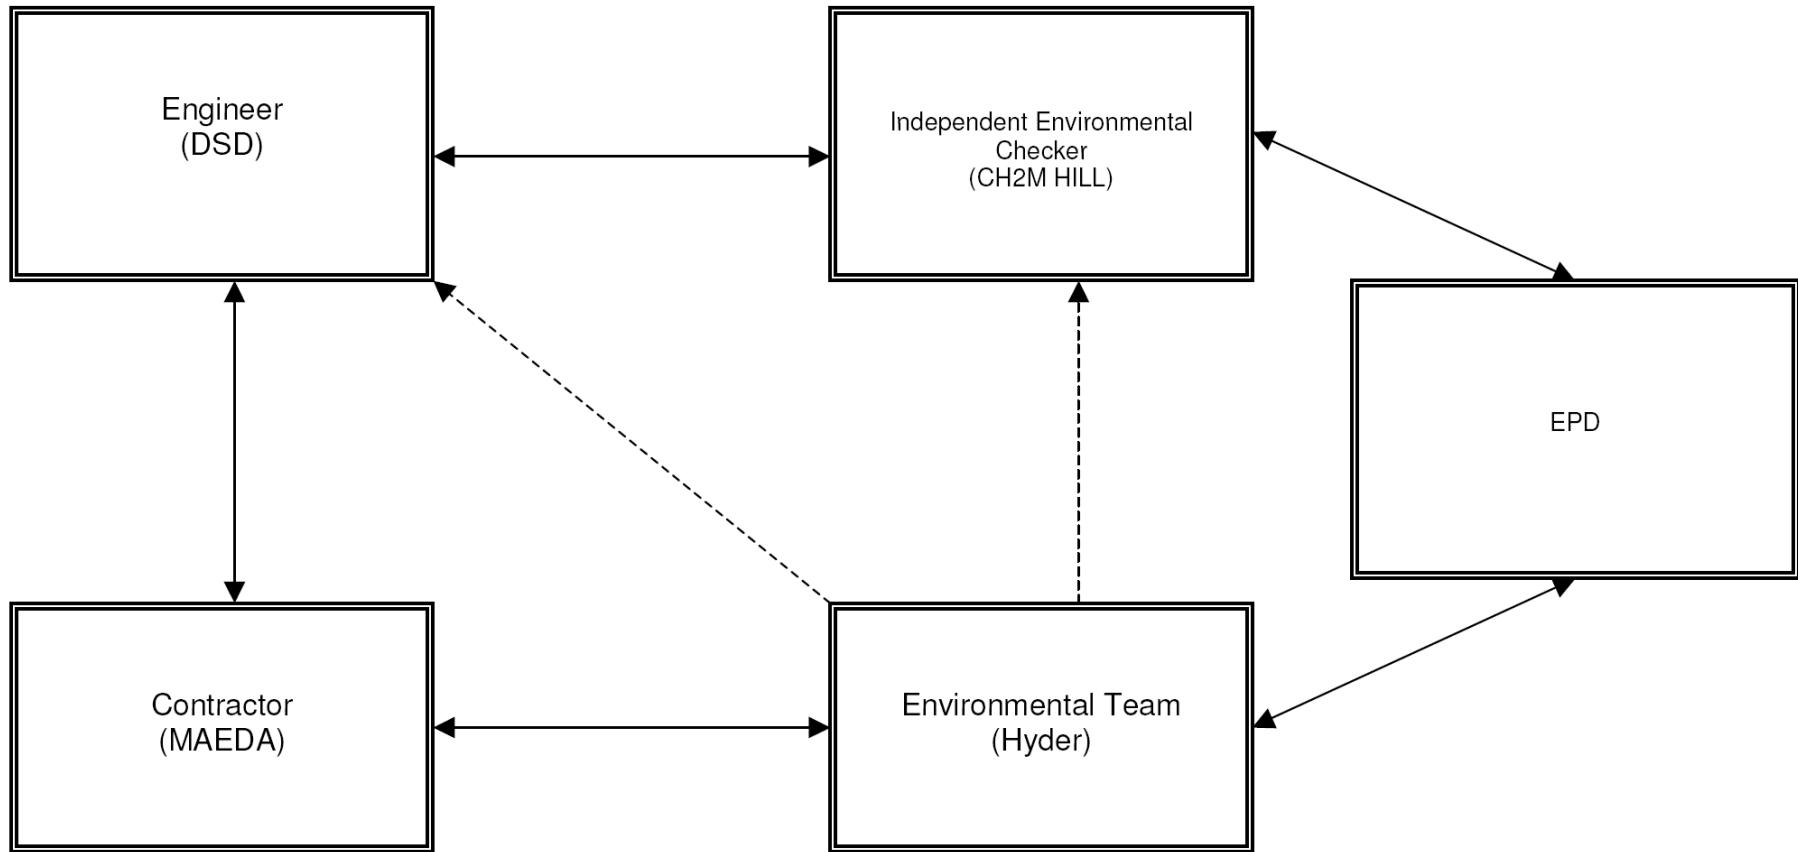 Engineer
(DSD)
Independent Environmental
Checker
(CH2M HILL)
EPD
Contractor
(MAEDA)
Environmental Team
(Hyder)